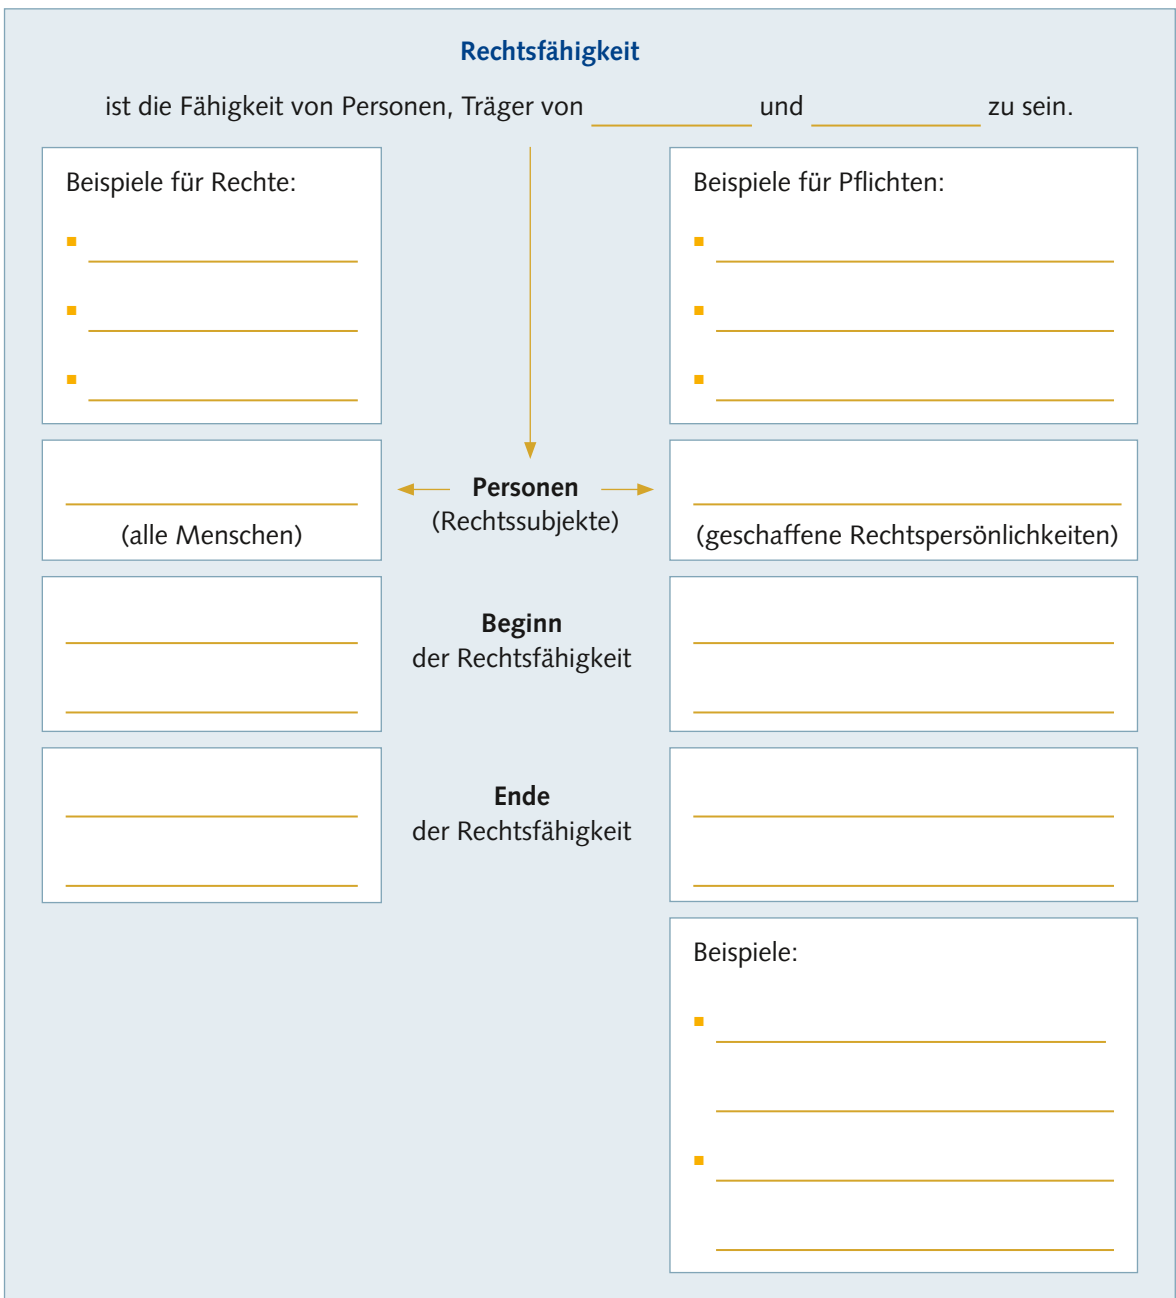 Rechtsfähigkeit
ist die Fähigkeit von Personen, Träger von und zu sein.
Beispiele für Rechte:
Beispiele für Pflichten:
Personen
(Rechtssubjekte)
(alle Menschen)
(geschaffene Rechtspersönlichkeiten)
Beginn
der Rechtsfähigkeit
Ende
der Rechtsfähigkeit
Beispiele: